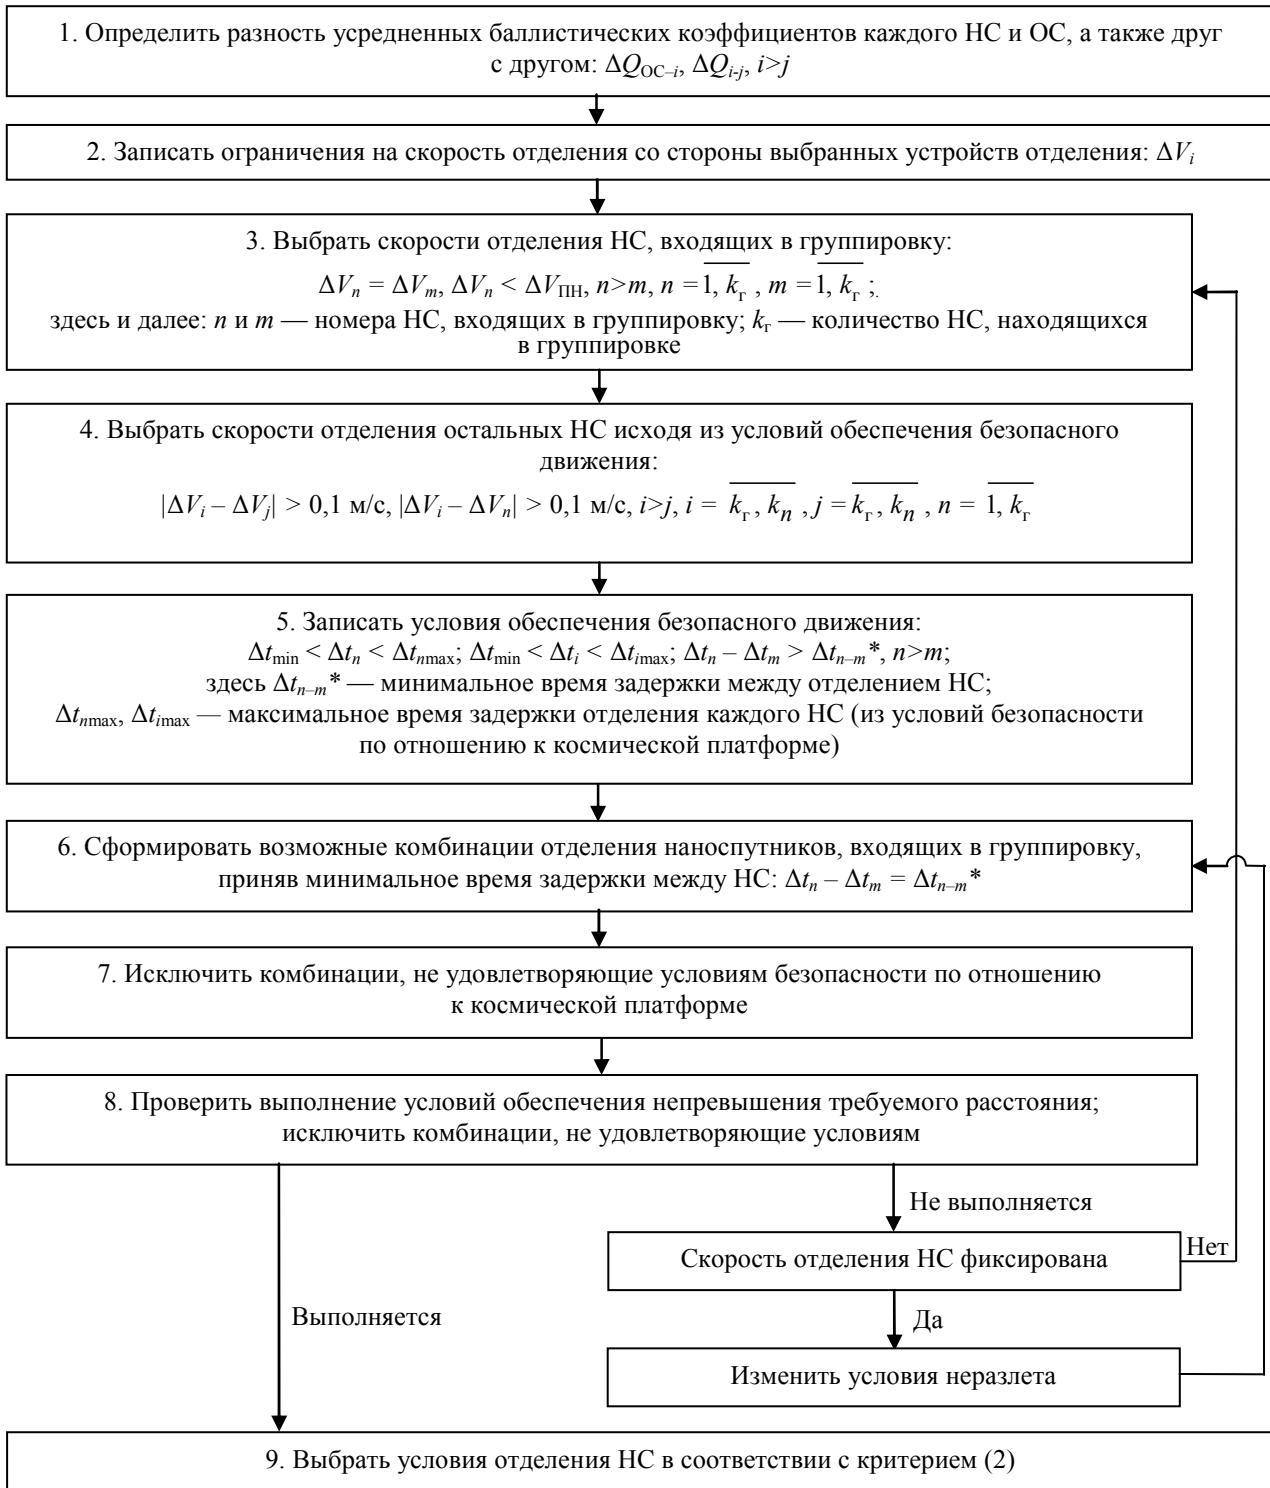 1. Определить разность усредненных баллистических коэффициентов каждого НС и ОС, а также друг
с другом: ΔQ_ОС–i, ΔQ_i-j, i>j
2. Записать ограничения на скорость отделения со стороны выбранных устройств отделения: ΔV_i
3. Выбрать скорости отделения НС, входящих в группировку:
ΔV_n = ΔV_m, ΔV_n < ΔV_ПН, n>m, n = \overline{1, k_г} , m = \overline{1, k_г} ;.
здесь и далее: n и m — номера НС, входящих в группировку; k_г — количество НС, находящихся
в группировке
4. Выбрать скорости отделения остальных НС исходя из условий обеспечения безопасного
движения:
|ΔV_i – ΔV_j| > 0,1 м/с, |ΔV_i – ΔV_n| > 0,1 м/с, i>j, i = \overline{k_г, k_n} , j = \overline{k_г, k_n} , n = \overline{1, k_г}
5. Записать условия обеспечения безопасного движения:
Δt_min < Δt_n < Δt_nmax; Δt_min < Δt_i < Δt_imax; Δt_n – Δt_m > Δt_n–m*, n>m;
здесь Δt_n–m* — минимальное время задержки между отделением НС;
Δt_nmax, Δt_imax — максимальное время задержки отделения каждого НС (из условий безопасности
по отношению к космической платформе)
6. Сформировать возможные комбинации отделения наноспутников, входящих в группировку,
приняв минимальное время задержки между НС: Δt_n – Δt_m = Δt_n–m*
7. Исключить комбинации, не удовлетворяющие условиям безопасности по отношению
к космической платформе
8. Проверить выполнение условий обеспечения непревышения требуемого расстояния;
исключить комбинации, не удовлетворяющие условиям
Не выполняется
Скорость отделения НС фиксирована
Нет
Выполняется
Да
Изменить условия неразлета
9. Выбрать условия отделения НС в соответствии с критерием (2)